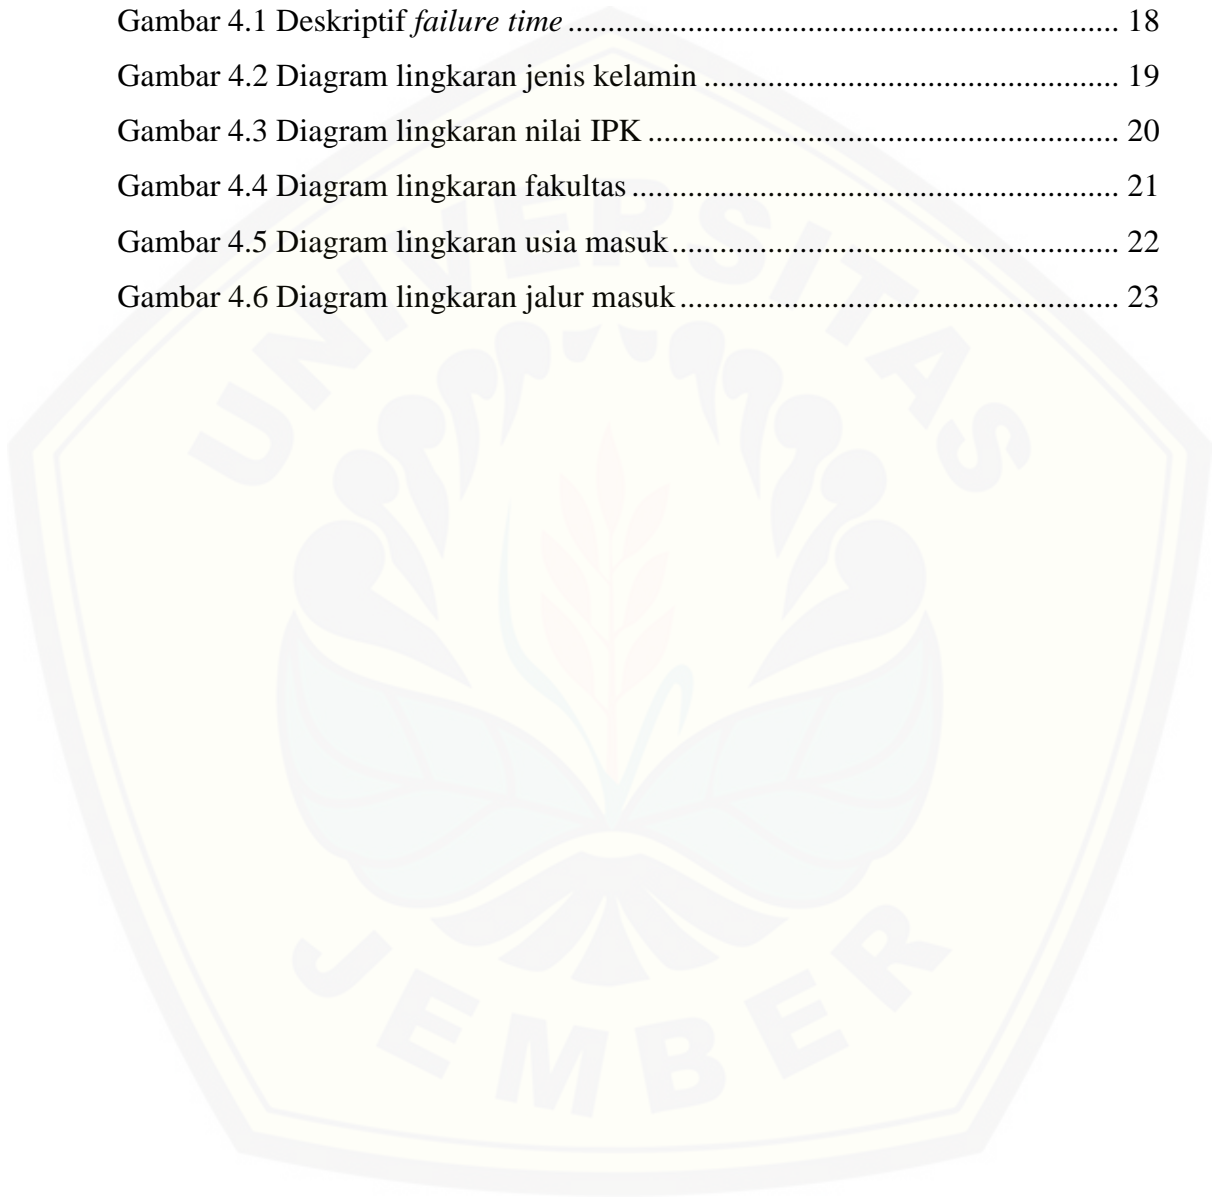 Gambar 4.1 Deskriptif failure time ........................................................................ 18
Gambar 4.2 Diagram lingkaran jenis kelamin ...................................................... 19
Gambar 4.3 Diagram lingkaran nilai IPK ............................................................. 20
Gambar 4.4 Diagram lingkaran fakultas ............................................................... 21
Gambar 4.5 Diagram lingkaran usia masuk .......................................................... 22
Gambar 4.6 Diagram lingkaran jalur masuk ......................................................... 23
UNIVERSITAS
JEMBER